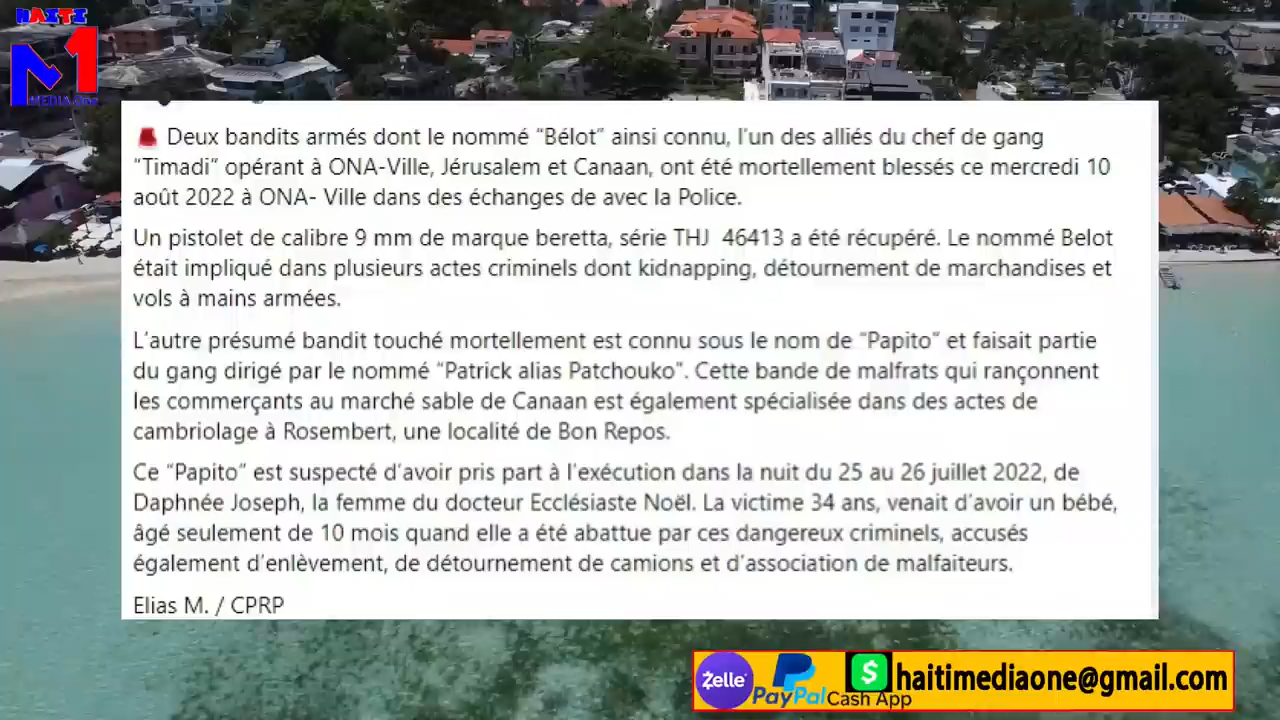 HAITI
M1
MEDIA One
Deux bandits armés dont le nommé “Bélot” ainsi connu, l’un des alliés du chef de gang
“Timadi” opérant à ONA-Ville, Jérusalem et Canaan, ont été mortellement blessés ce mercredi 10
août 2022 à ONA- Ville dans des échanges de avec la Police.
Un pistolet de calibre 9 mm de marque beretta, série THJ 46413 a été récupéré. Le nommé Belot
était impliqué dans plusieurs actes criminels dont kidnapping, détournement de marchandises et
vols à mains armées.
L’autre présumé bandit touché mortellement est connu sous le nom de “Papito” et faisait partie
du gang dirigé par le nommé “Patrick alias Patchouko”. Cette bande de malfrats qui rançonnent
les commerçants au marché sable de Canaan est également spécialisée dans des actes de
cambriolage à Rosembert, une localité de Bon Repos.
Ce “Papito” est suspecté d’avoir pris part à l’exécution dans la nuit du 25 au 26 juillet 2022, de
Daphnée Joseph, la femme du docteur Ecclésiaste Noël. La victime 34 ans, venait d’avoir un bébé,
âgé seulement de 10 mois quand elle a été abattue par ces dangereux criminels, accusés
également d’enlèvement, de détournement de camions et d’association de malfaiteurs.
Elias M. / CPRP
Zelle PayPal $ Cash App haitimediaone@gmail.com